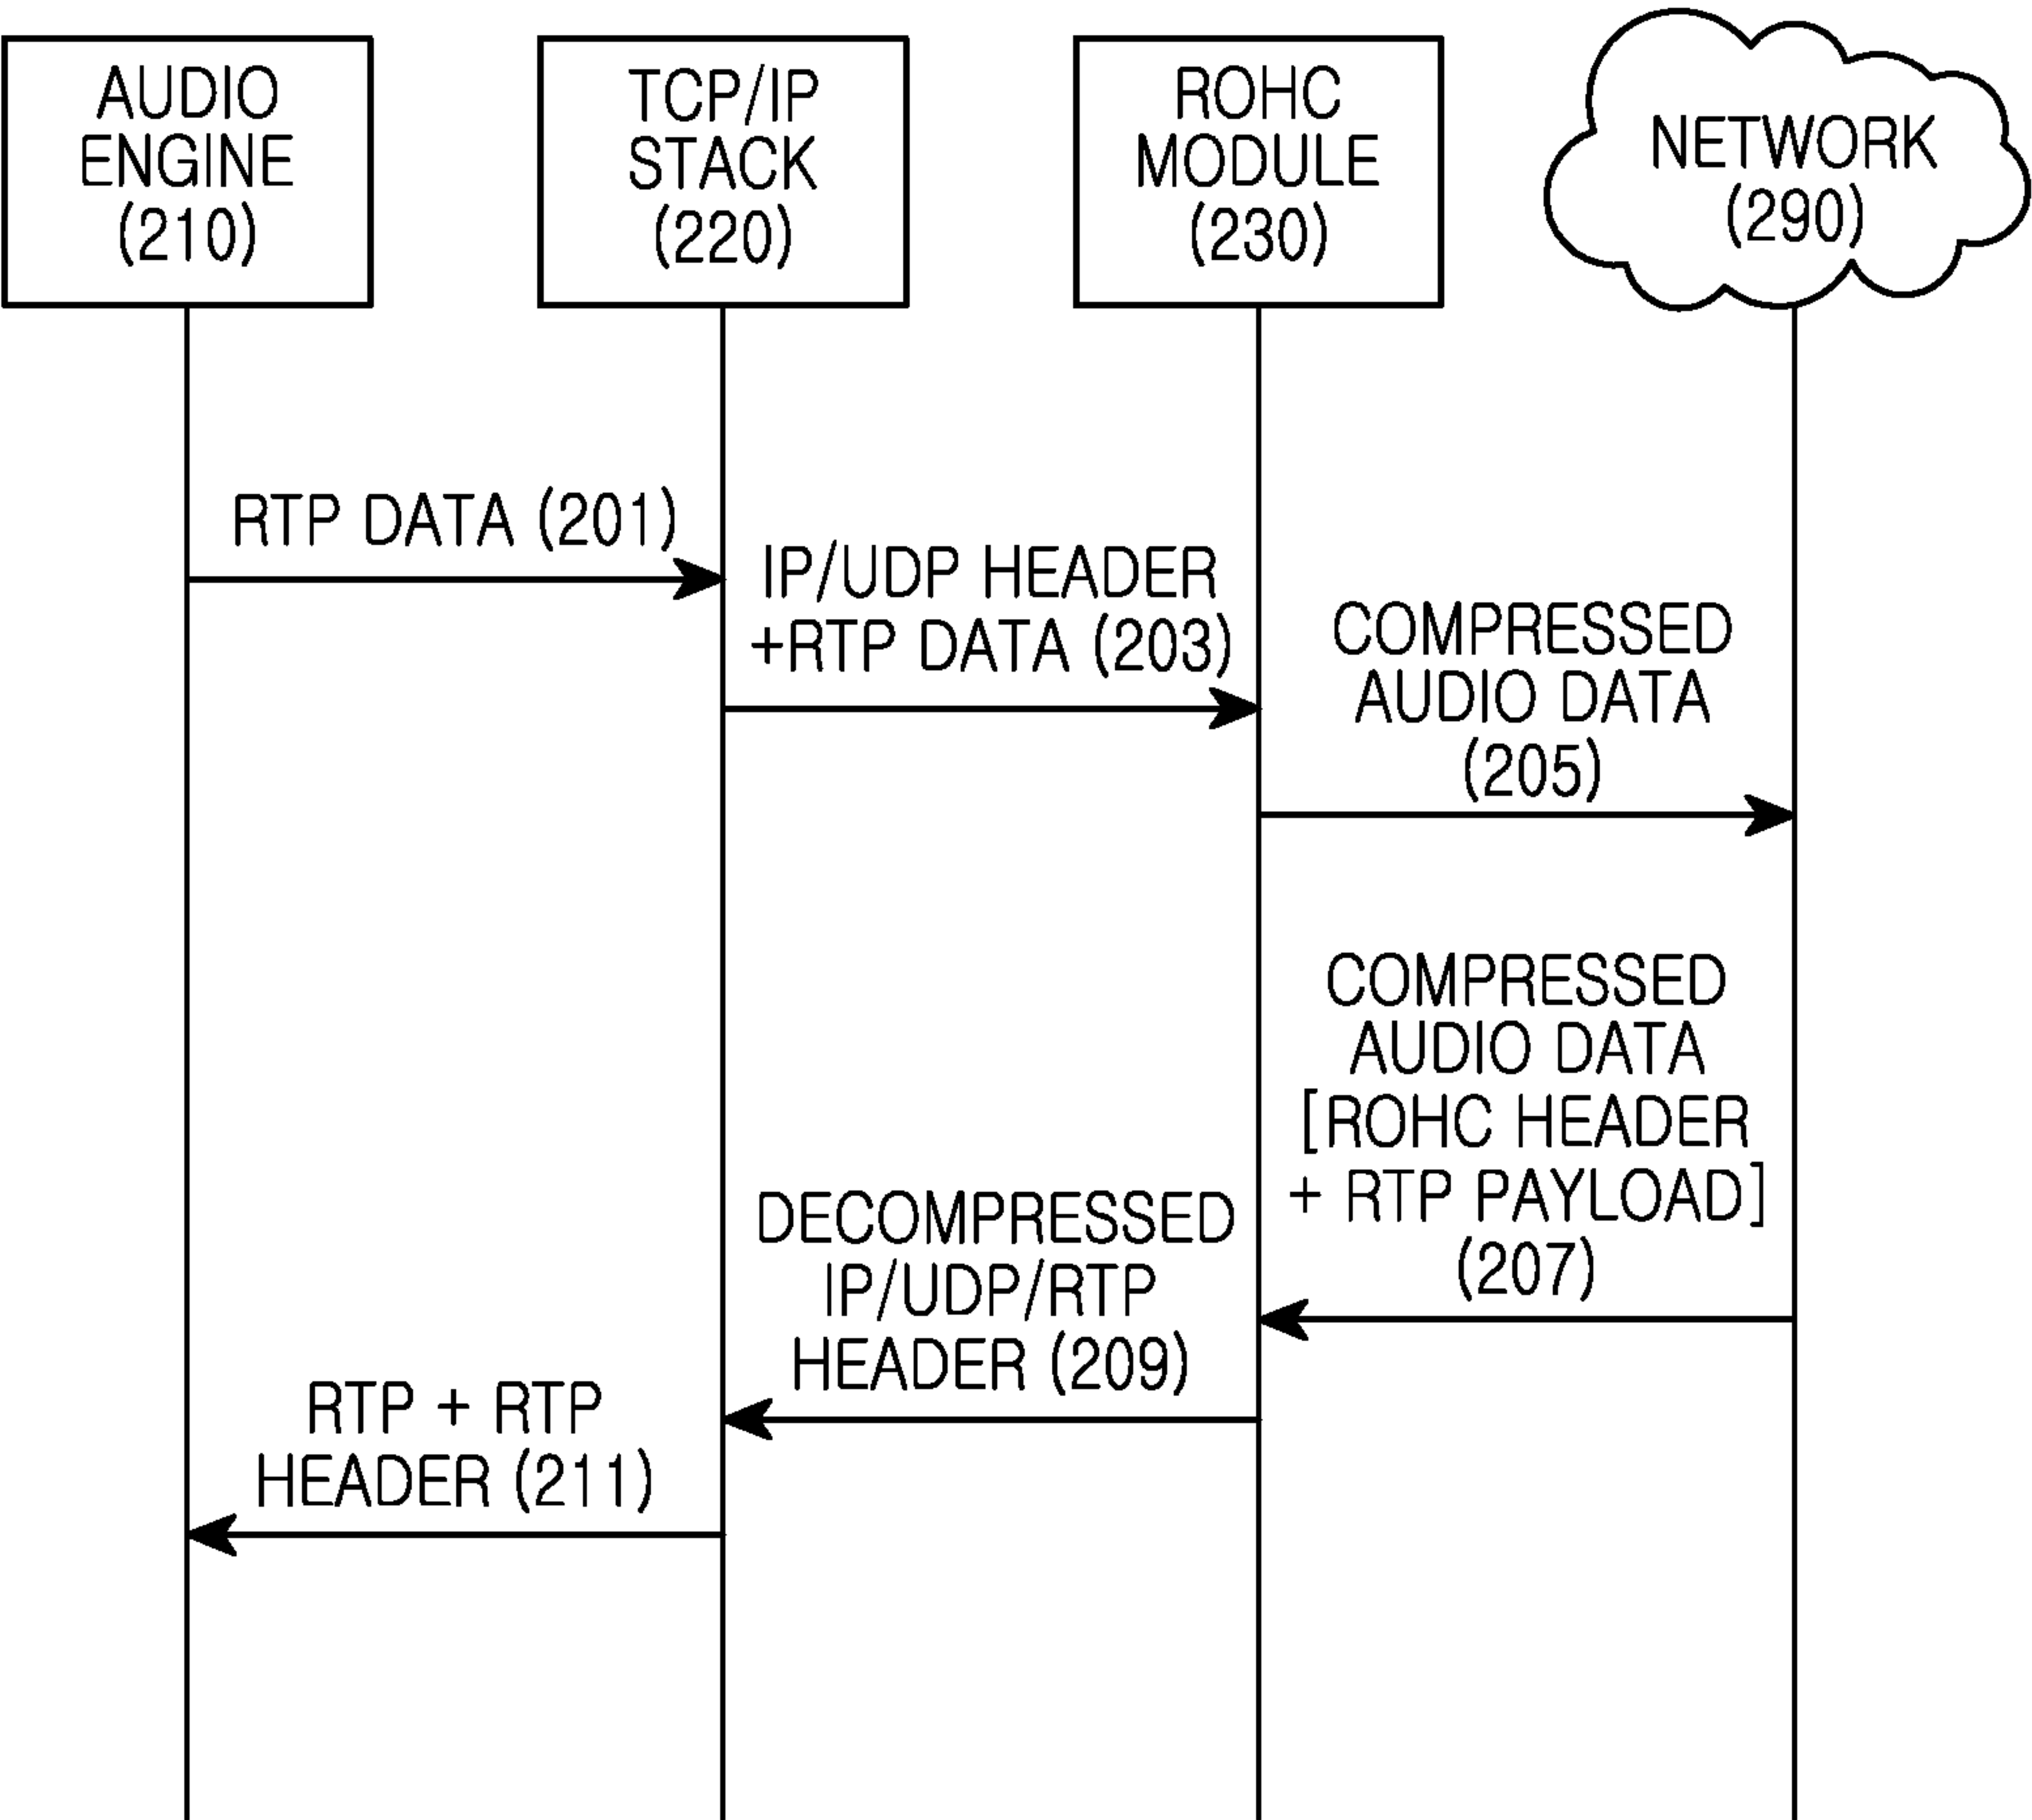 AUDIO
ENGINE
(210)
TCP/IP
STACK
(220)
ROHC
MODULE
(230)
NETWORK
(290)
RTP DATA (201)
IP/UDP HEADER
+RTP DATA (203)
COMPRESSED
AUDIO DATA
(205)
COMPRESSED
AUDIO DATA
[ROHC HEADER
+ RTP PAYLOAD]
(207)
DECOMPRESSED
IP/UDP/RTP
HEADER (209)
RTP + RTP
HEADER (211)